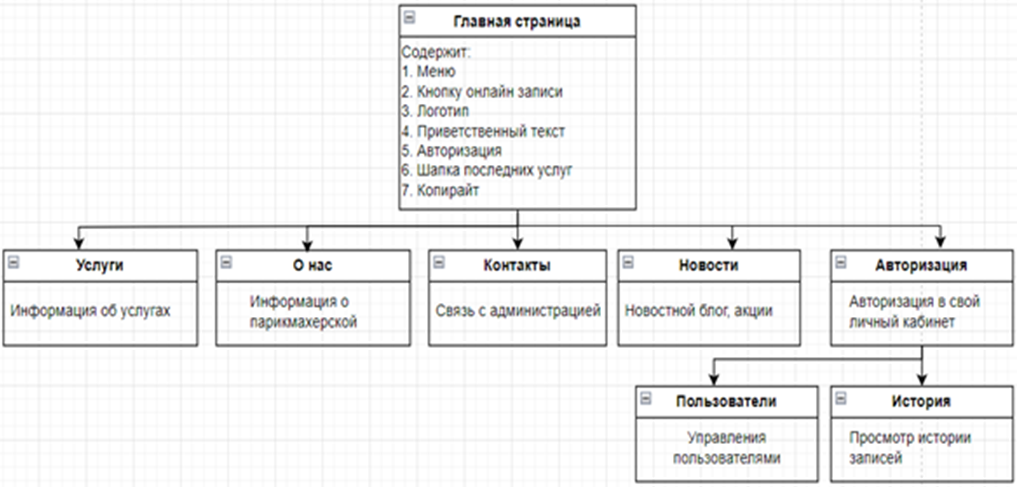 Главная страница
Содержит:
1. Меню
2. Кнопку онлайн записи
3. Логотип
4. Приветственный текст
5. Авторизация
6. Шапка последних услуг
7. Копирайт
Услуги
Информация об услугах
О нас
Информация о
парикмахерской
Контакты
Связь с администрацией
Новости
Новостной блог, акции
Авторизация
Авторизация в свой
личный кабинет
Пользователи
Управления
пользователями
История
Просмотр истории
записей